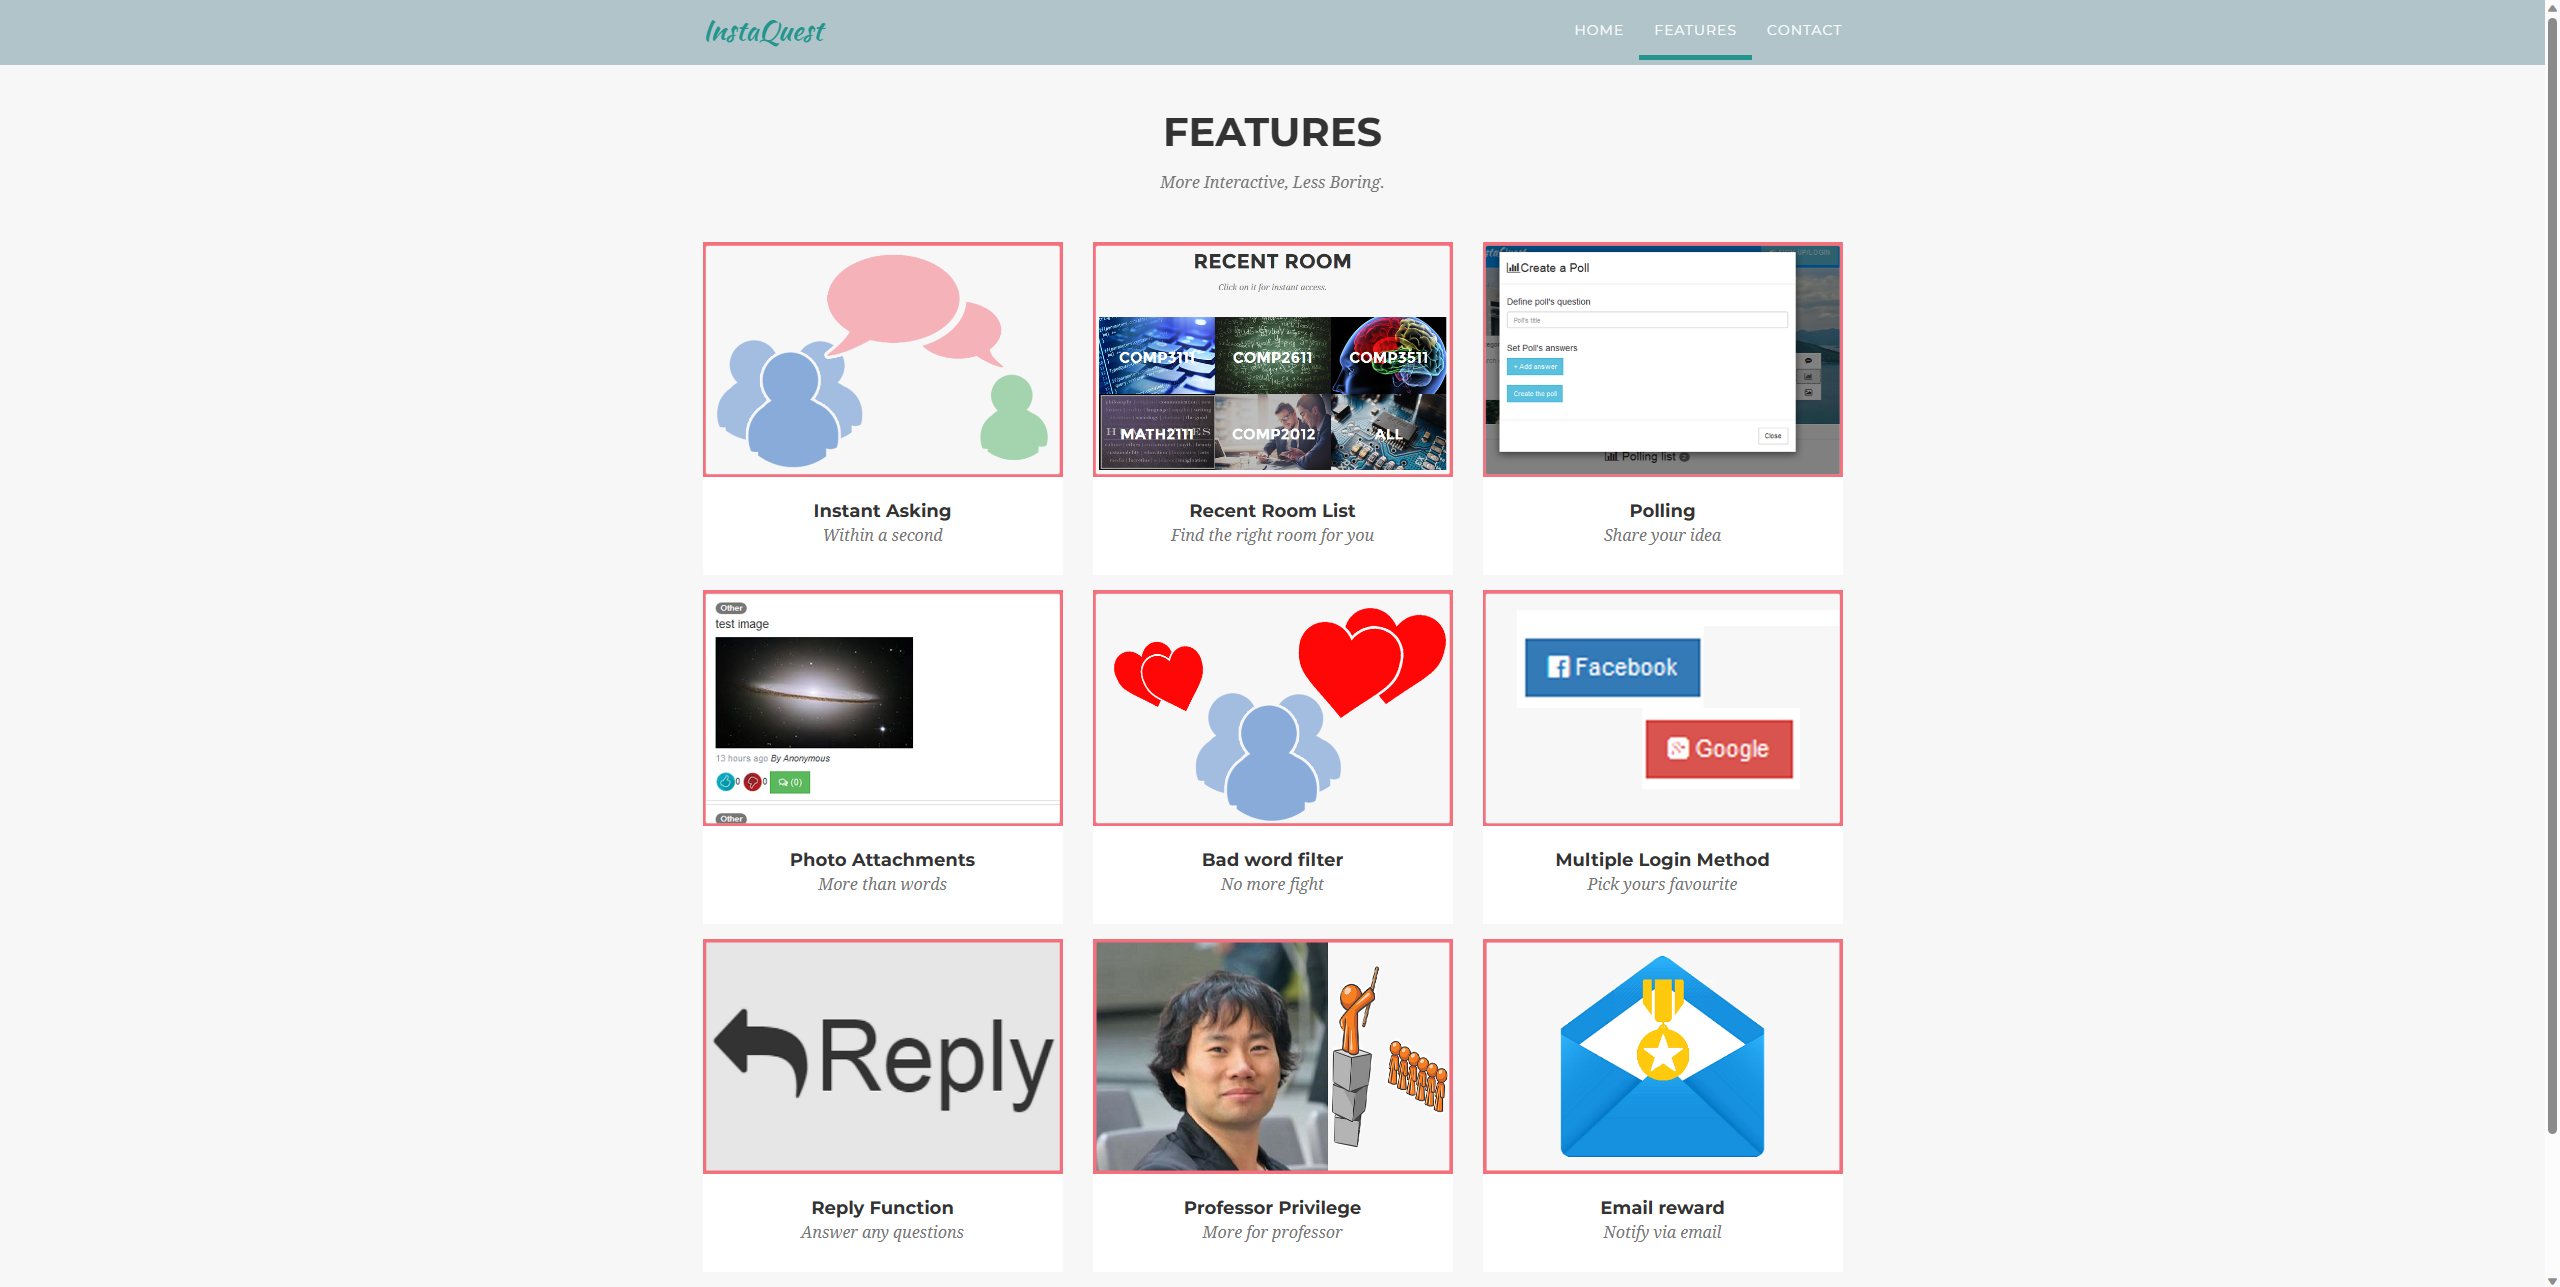 InstaQuest
HOME FEATURES CONTACT
FEATURES
More Interactive, Less Boring.
RECENT ROOM
Click on it for instant access.
COMP3111 COMP2611 COMP3511
MATH2111 COMP2012 ALL
Create a Poll
Define poll's question
Poll's title
Set Poll's answers
+ Add answer
Create the poll
Close
Polling list
Instant Asking
Within a second
Recent Room List
Find the right room for you
Polling
Share your idea
Other
test image
13 hours ago By Anonymous
0 0 (0)
Other
Facebook
Google
Photo Attachments
More than words
Bad word filter
No more fight
Multiple Login Method
Pick yours favourite
Reply
Reply Function
Answer any questions
Professor Privilege
More for professor
Email reward
Notify via email